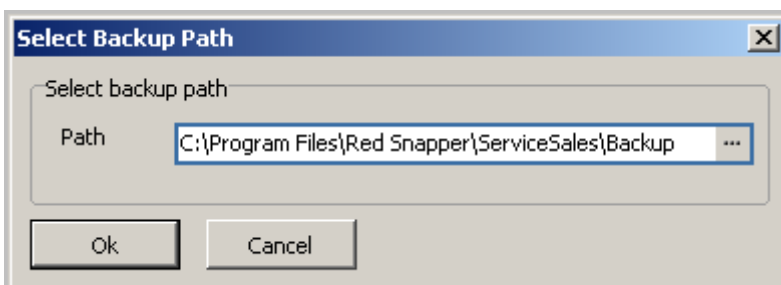 Select Backup Path
Select backup path
Path C:\Program Files\Red Snapper\ServiceSales\Backup ...
Ok Cancel